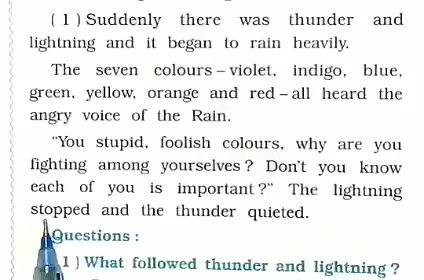 ( 1 ) Suddenly there was thunder and
lightning and it began to rain heavily.
The seven colours – violet, indigo, blue,
green, yellow, orange and red – all heard the
angry voice of the Rain.
"You stupid, foolish colours, why are you
fighting among yourselves ? Don't you know
each of you is important ?" The lightning
stopped and the thunder quieted.
Questions :
1 ) What followed thunder and lightning ?